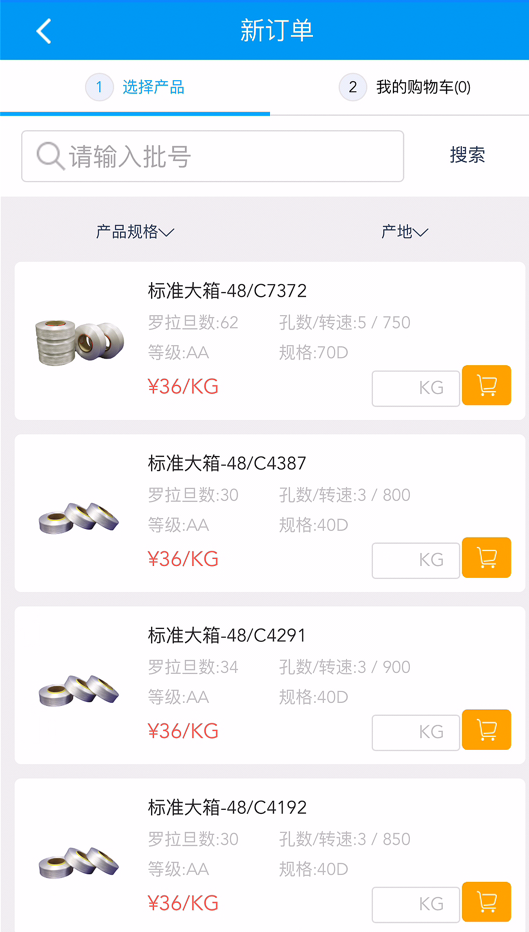 新订单
1 选择产品
2 我的购物车(0)
请输入批号
搜索
产品规格
产地
标准大箱-48/C7372
罗拉旦数:62 孔数/转速:5 / 750
等级:AA 规格:70D
¥36/KG
KG
标准大箱-48/C4387
罗拉旦数:30 孔数/转速:3 / 800
等级:AA 规格:40D
¥36/KG
KG
标准大箱-48/C4291
罗拉旦数:34 孔数/转速:3 / 900
等级:AA 规格:40D
¥36/KG
KG
标准大箱-48/C4192
罗拉旦数:30 孔数/转速:3 / 850
等级:AA 规格:40D
¥36/KG
KG